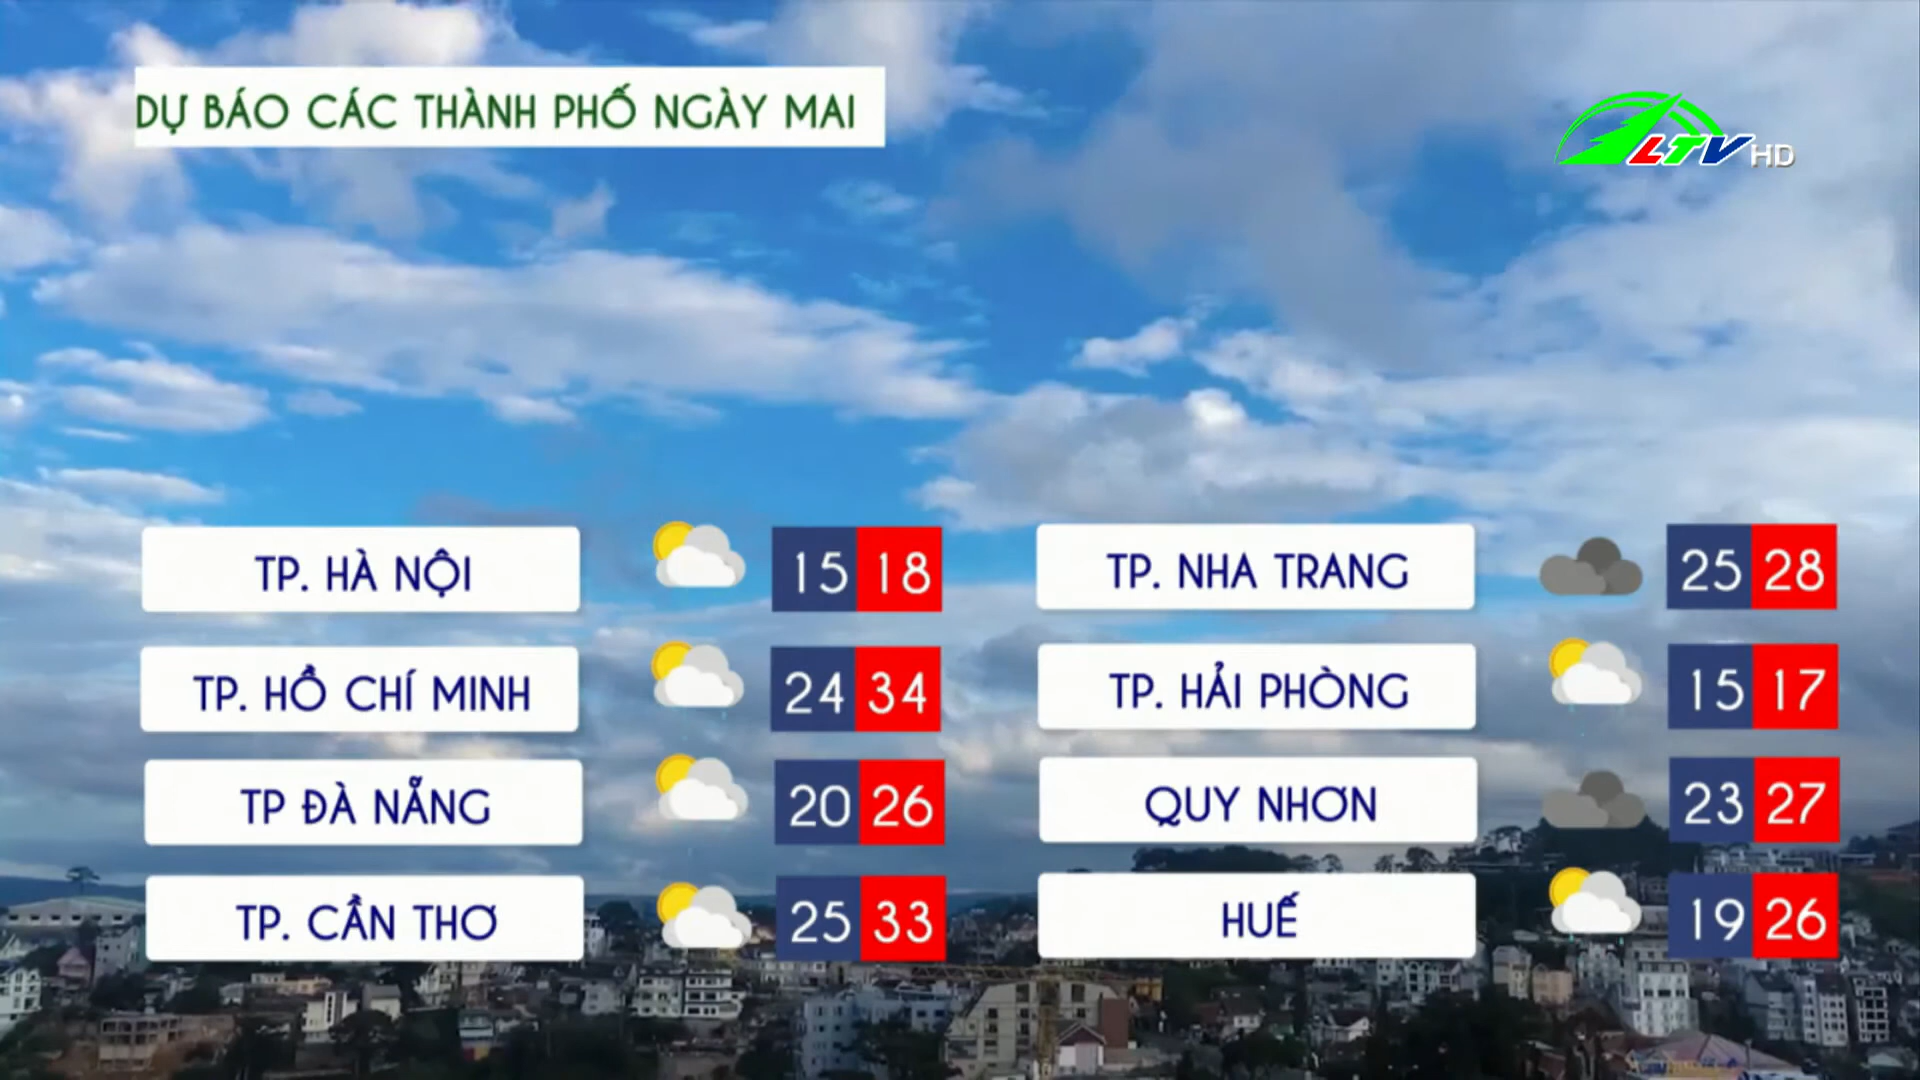 DỰ BÁO CÁC THÀNH PHỐ NGÀY MAI
LTV HD
TP. HÀ NỘI 15 18
TP. HỒ CHÍ MINH 24 34
TP ĐÀ NẴNG 20 26
TP. CẦN THƠ 25 33
TP. NHA TRANG 25 28
TP. HẢI PHÒNG 15 17
QUY NHƠN 23 27
HUẾ 19 26